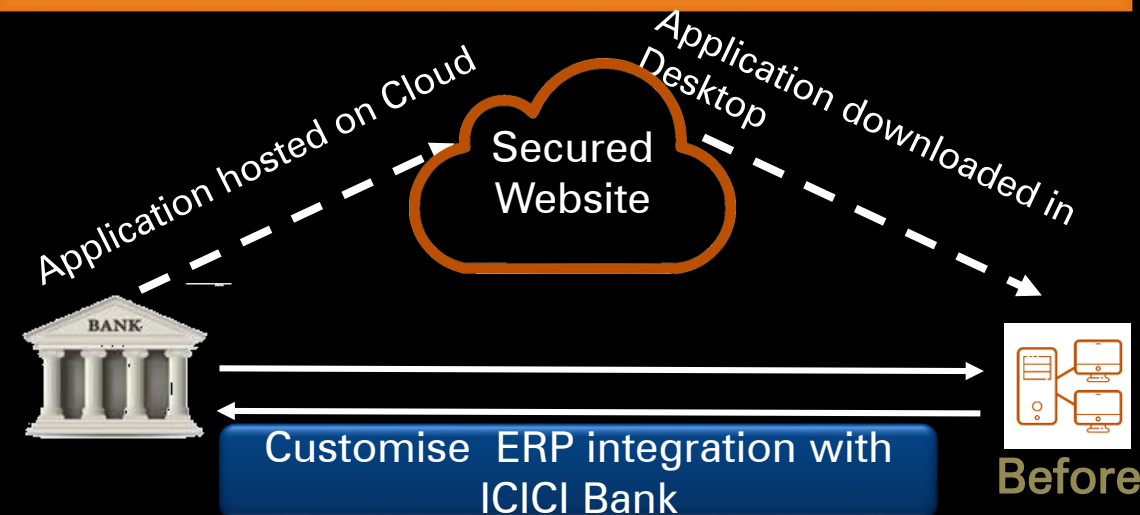 Application hosted on Cloud
Application downloaded in
Desktop
Secured
Website
BANK
Customise ERP integration with
ICICI Bank
Before